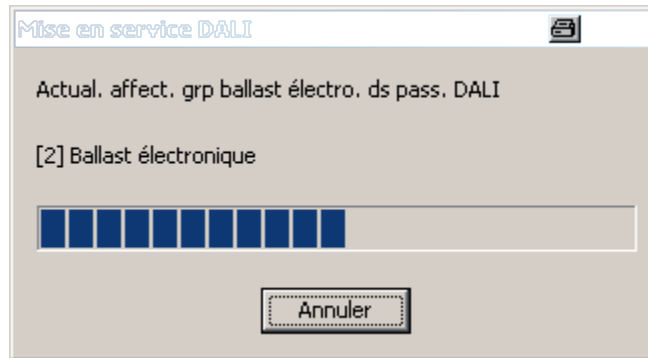 Mise en service DALI
Actual. affect. grp ballast électro. ds pass. DALI
[2] Ballast électronique
Annuler